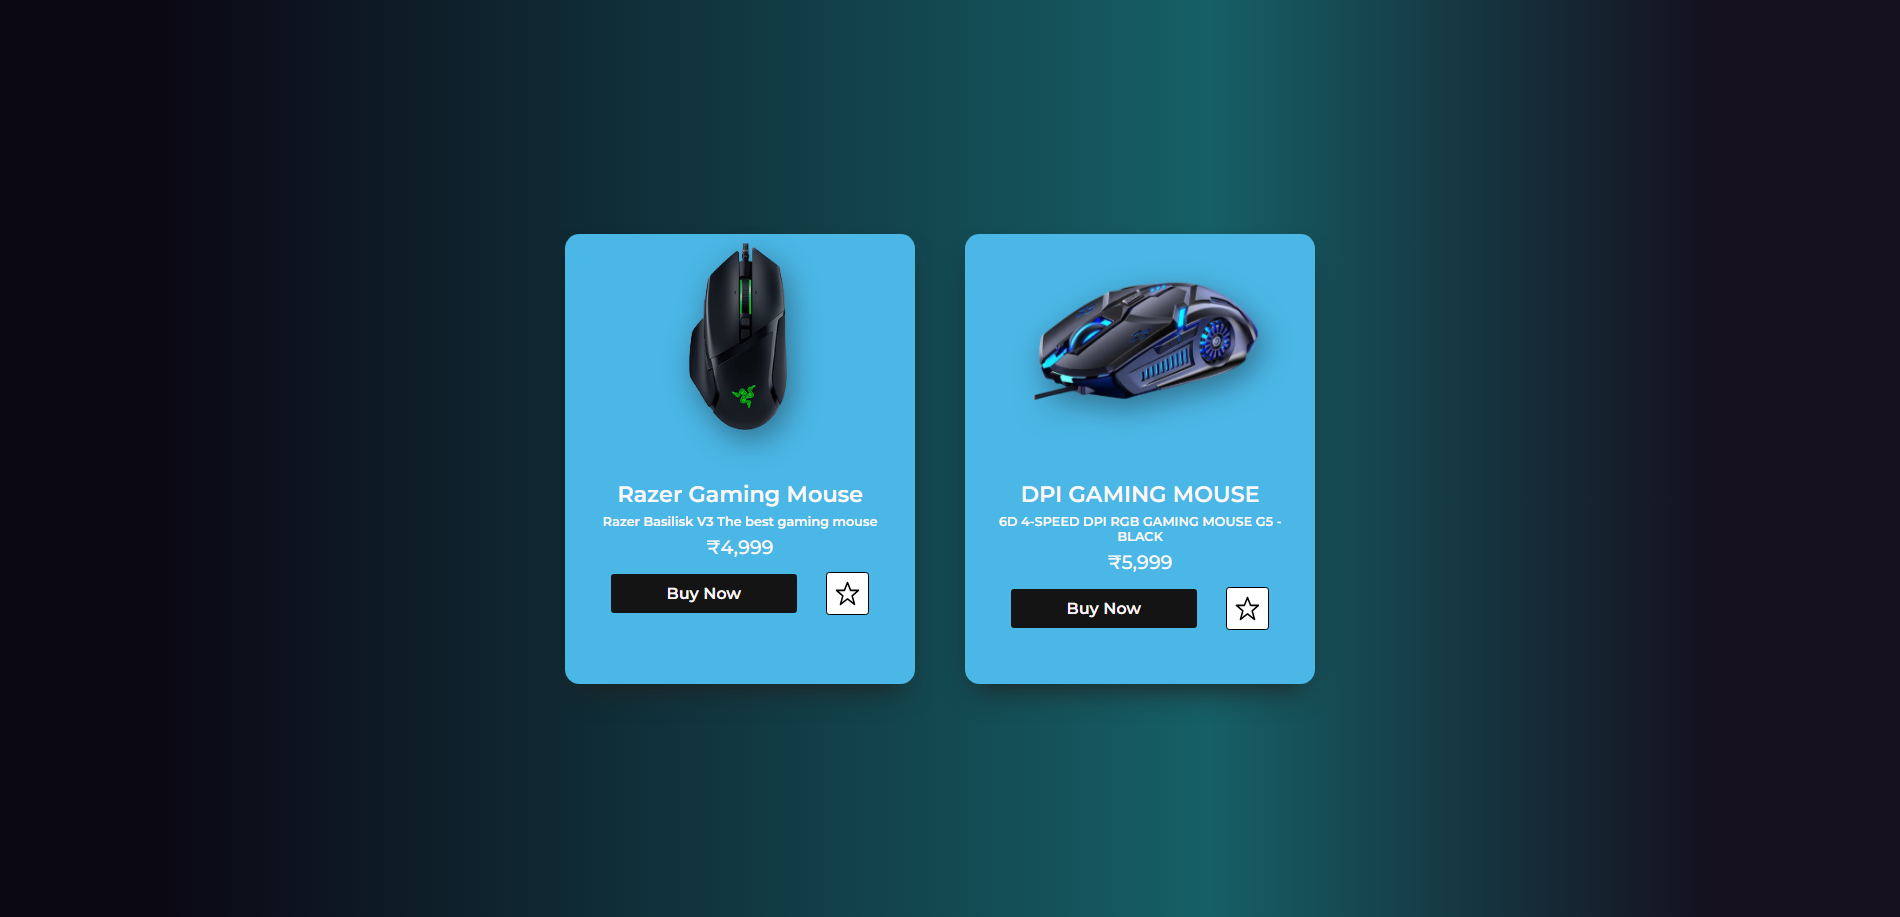 Razer Gaming Mouse
Razer Basilisk V3 The best gaming mouse
₹4,999
Buy Now
DPI GAMING MOUSE
6D 4-SPEED DPI RGB GAMING MOUSE G5 -
BLACK
₹5,999
Buy Now